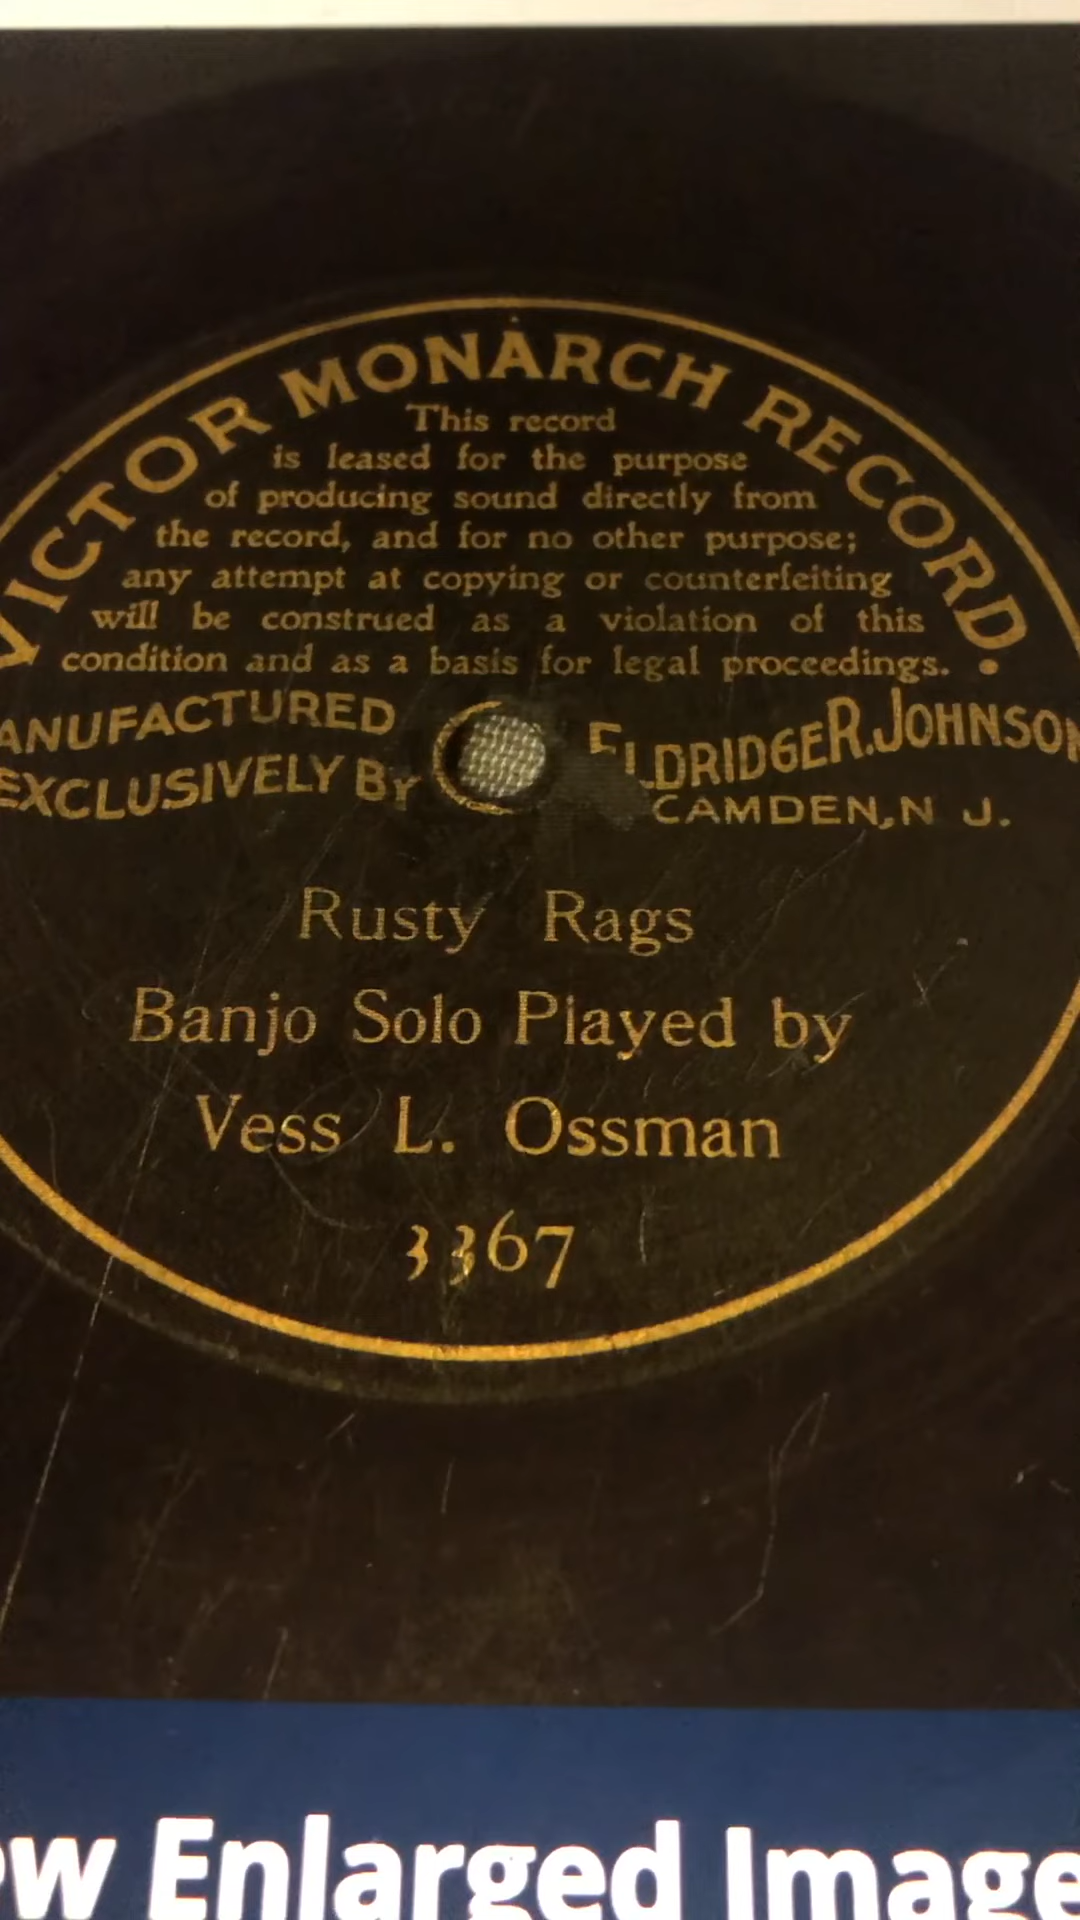 VICTOR MONARCH RECORD.
This record
is leased for the purpose
of producing sound directly from
the record, and for no other purpose;
any attempt at copying or counterfeiting
will be construed as a violation of this
condition and as a basis for legal proceedings.
ANUFACTURED
EXCLUSIVELY BY
ELDRIDGE R. JOHNSON
CAMDEN, N J.
Rusty Rags
Banjo Solo Played by
Vess L. Ossman
3367
ew Enlarged Image